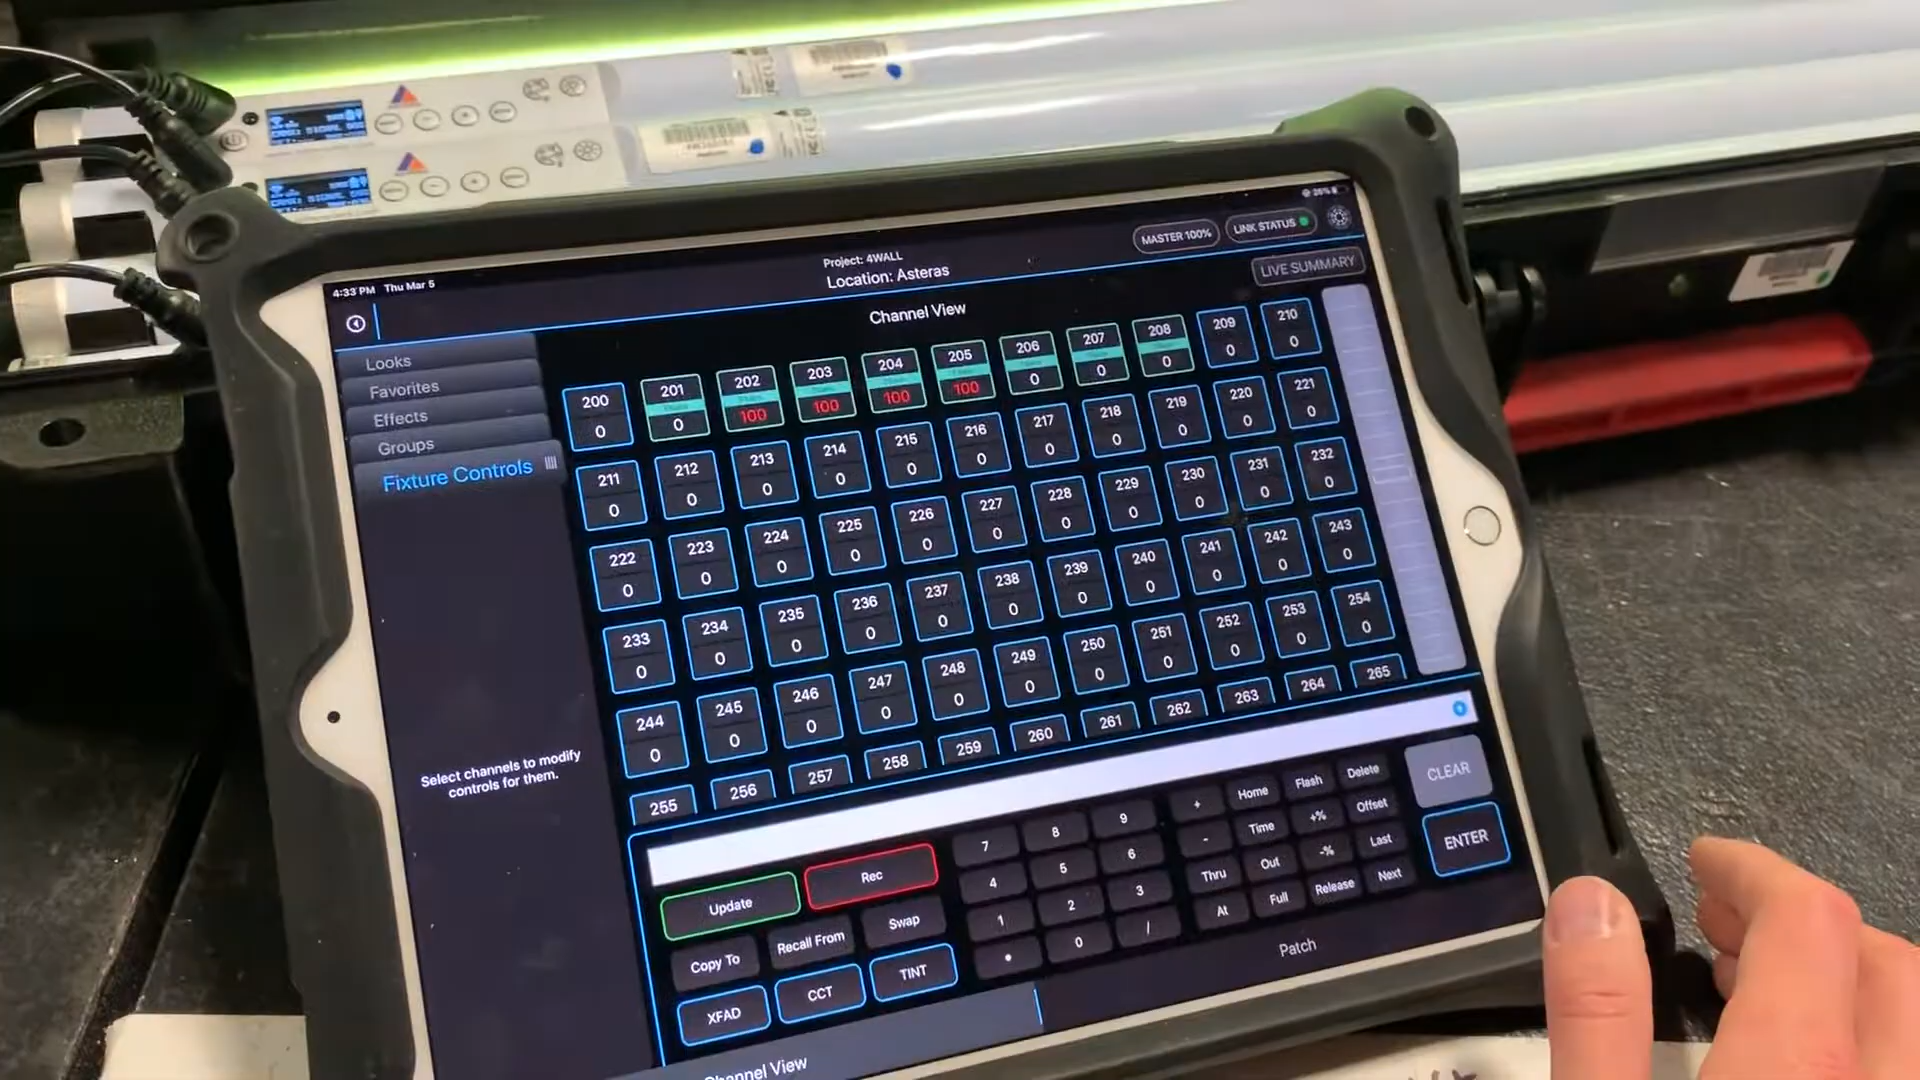 4:33 PM Thu Mar 5
Project: 4WALL
Location: Asteras
MASTER 100%
LINK STATUS
26%
LIVE SUMMARY
Channel View
Looks
Favorites
Effects
Groups
Fixture Controls
Select channels to modify
controls for them.
200 201 202 203 204 205 206 207 208 209 210
0 0 100 100 100 100 0 0 0 0 0
211 212 213 214 215 216 217 218 219 220 221
0 0 0 0 0 0 0 0 0 0 0
222 223 224 225 226 227 228 229 230 231 232
0 0 0 0 0 0 0 0 0 0 0
233 234 235 236 237 238 239 240 241 242 243
0 0 0 0 0 0 0 0 0 0 0
244 245 246 247 248 249 250 251 252 253 254
0 0 0 0 0 0 0 0 0 0 0
255 256 257 258 259 260 261 262 263 264 265
Update Rec
Copy To Recall From Swap
XFAD CCT TINT
7 8 9 + Home Flash Delete
4 5 6 - Time +% Offset
1 2 3 Thru Out -% Last
• 0 / At Full Release Next
CLEAR
ENTER
Channel View
Patch